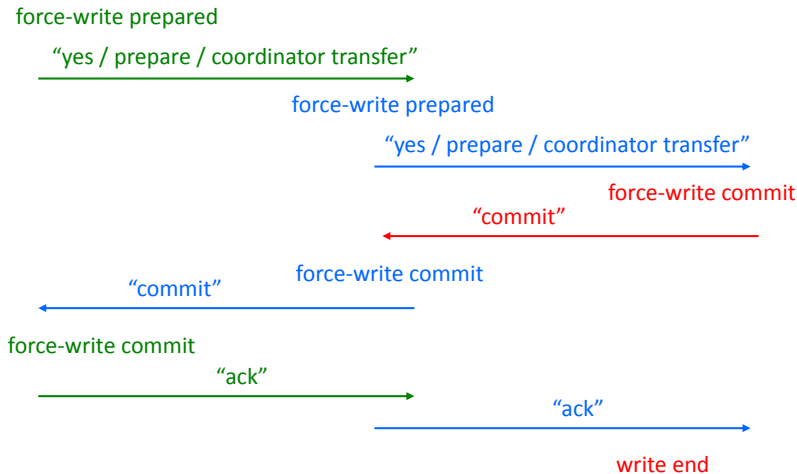 force-write prepared
“yes / prepare / coordinator transfer”
force-write prepared
“yes / prepare / coordinator transfer”
force-write commit
“commit”
force-write commit
“commit”
force-write commit
“ack”
“ack”
write end